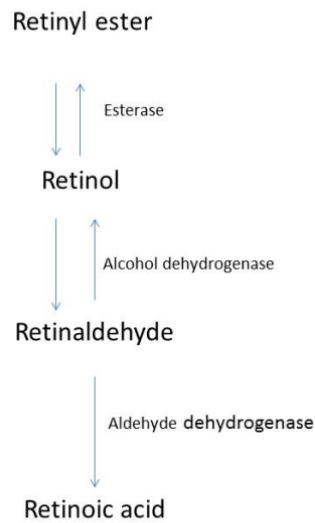 Retinyl ester
Esterase
Retinol
Alcohol dehydrogenase
Retinaldehyde
Aldehyde dehydrogenase
Retinoic acid